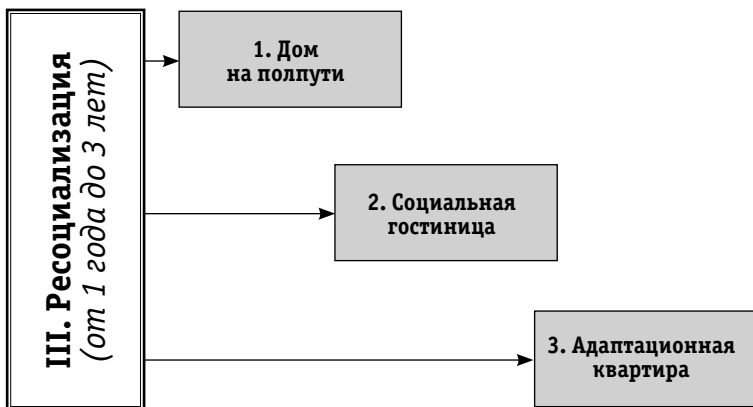 III. Ресоциализация
(от 1 года до 3 лет)
1. Дом
на полпути
2. Социальная
гостиница
3. Адаптационная
квартира